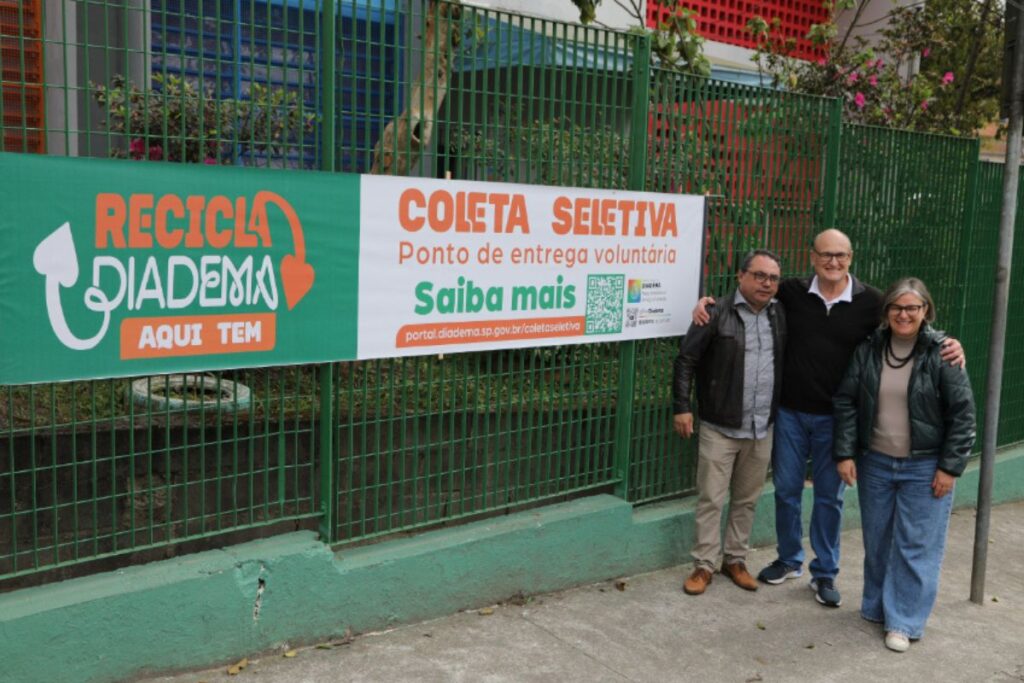 RECICLA
DIADEMA
AQUI TEM
COLETA SELETIVA
Ponto de entrega voluntária
Saiba mais
portal.diadema.sp.gov.br/coletaseletiva